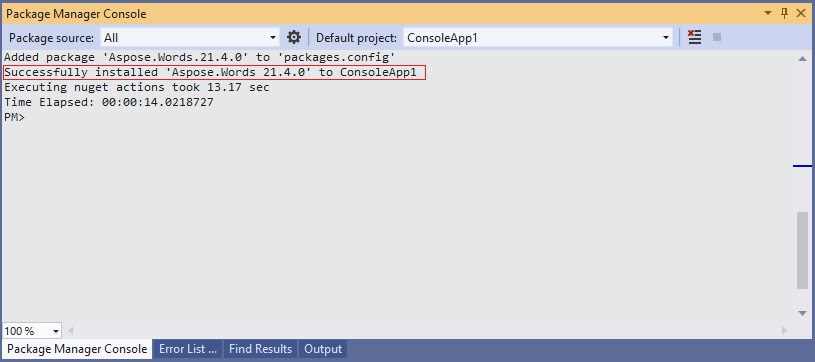 Package Manager Console
Package source: All Default project: ConsoleApp1
Added package 'Aspose.Words.21.4.0' to 'packages.config'
Successfully installed 'Aspose.Words 21.4.0' to ConsoleApp1
Executing nuget actions took 13.17 sec
Time Elapsed: 00:00:14.0218727
PM>
100 %
Package Manager Console Error List ... Find Results Output